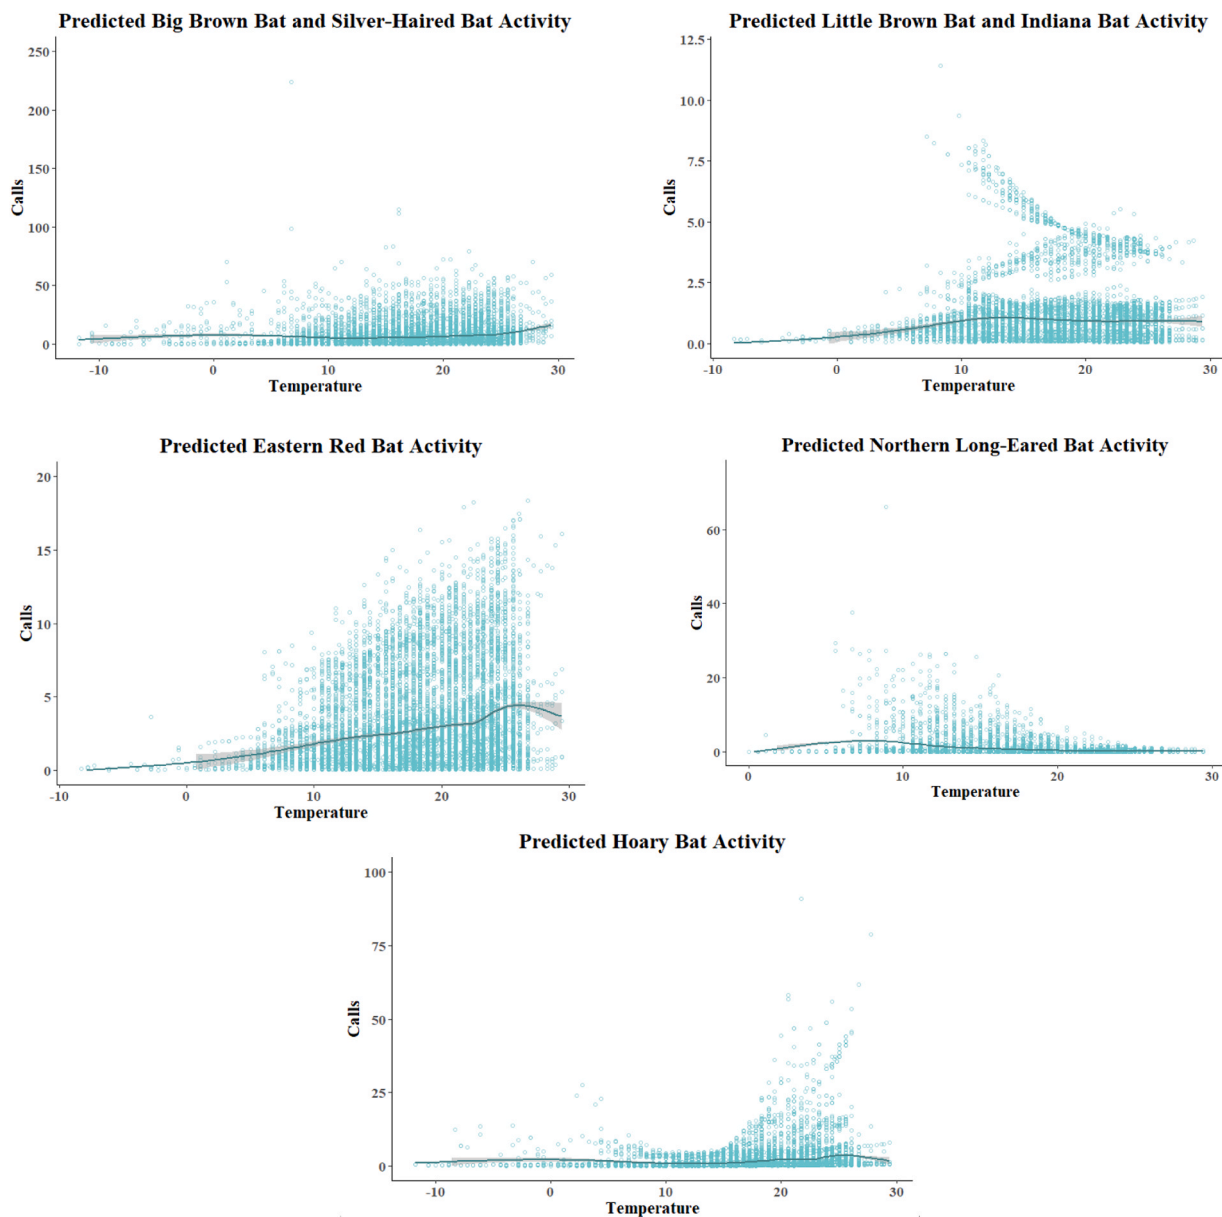 Predicted Big Brown Bat and Silver-Haired Bat Activity
250
200
150
100
50
0
Calls
-10 0 10 20 30
Temperature
Predicted Little Brown Bat and Indiana Bat Activity
12.5
10.0
7.5
5.0
2.5
0.0
Calls
-10 0 10 20 30
Temperature
Predicted Eastern Red Bat Activity
20
15
10
5
0
Calls
-10 0 10 20 30
Temperature
Predicted Northern Long-Eared Bat Activity
60
40
20
0
Calls
0 10 20 30
Temperature
Predicted Hoary Bat Activity
100
75
50
25
0
Calls
-10 0 10 20 30
Temperature